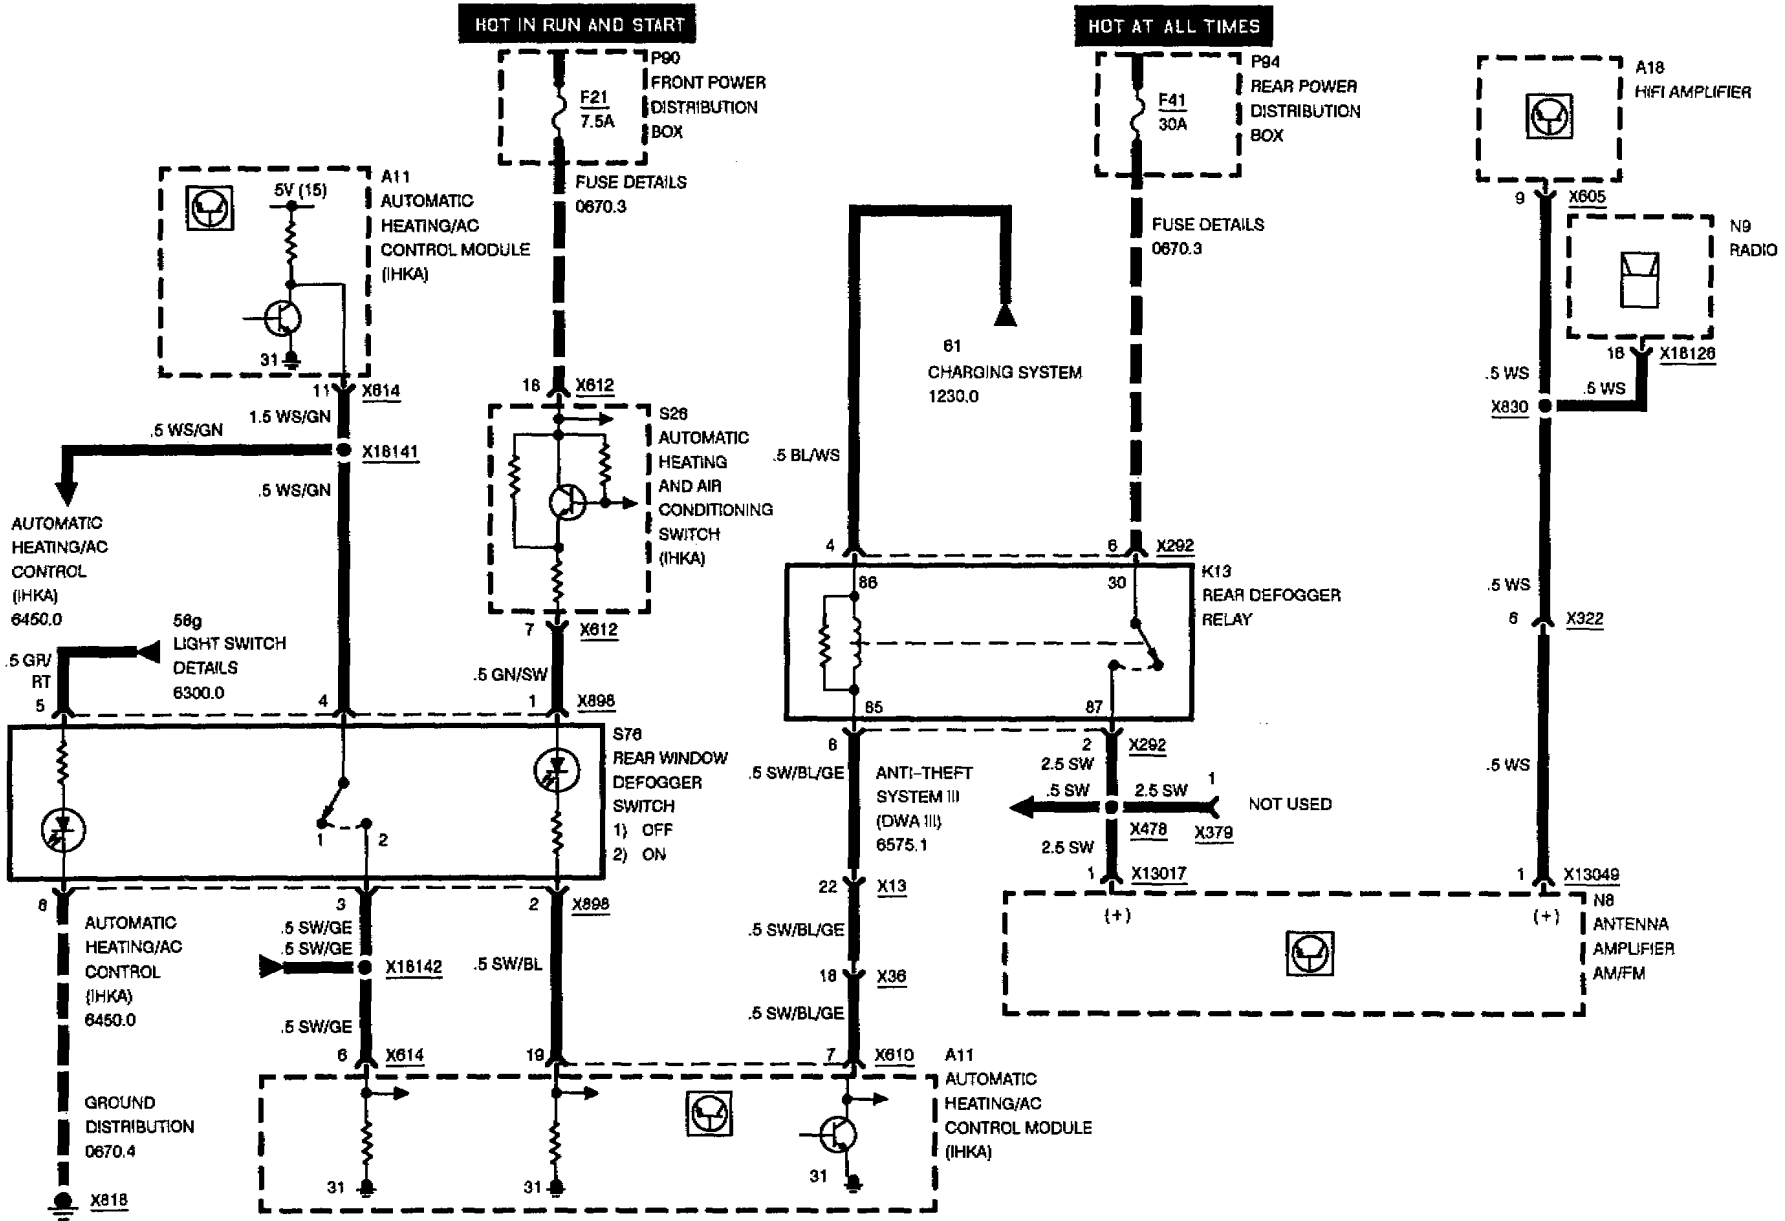 HOT IN RUN AND START
HOT AT ALL TIMES
P90
FRONT POWER
DISTRIBUTION
BOX
F21
7.5A
FUSE DETAILS
0670.3
P94
REAR POWER
DISTRIBUTION
BOX
F41
30A
FUSE DETAILS
0670.3
A18
HIFI AMPLIFIER
9
X605
N9
RADIO
16
X18126
.5 WS
.5 WS
X830
.5 WS
6
X322
.5 WS
1
X13049
A11
AUTOMATIC
HEATING/AC
CONTROL MODULE
(IHKA)
5V (15)
31
11
X614
1.5 WS/GN
.5 WS/GN
X18141
.5 WS/GN
AUTOMATIC
HEATING/AC
CONTROL
(IHKA)
6450.0
58g
LIGHT SWITCH
DETAILS
6300.0
.5 GR/
RT
5
4
1
X898
18
X612
S26
AUTOMATIC
HEATING
AND AIR
CONDITIONING
SWITCH
(IHKA)
7
X612
.5 GN/SW
61
CHARGING SYSTEM
1230.0
.5 BL/WS
4
6
X292
86
30
K13
REAR DEFOGGER
RELAY
85
87
8
2
X292
S76
REAR WINDOW
DEFOGGER
SWITCH
1) OFF
2) ON
1
2
8
3
2
X898
.5 SW/BL/GE
ANTI-THEFT
SYSTEM III
(DWA III)
6575.1
2.5 SW
.5 SW
2.5 SW
1
NOT USED
X478
X379
2.5 SW
1
X13017
22
X13
.5 SW/BL/GE
18
X36
.5 SW/BL/GE
(+)
(+)
N8
ANTENNA
AMPLIFIER
AM/FM
AUTOMATIC
HEATING/AC
CONTROL
(IHKA)
6450.0
.5 SW/GE
.5 SW/GE
X18142
.5 SW/GE
.5 SW/BL
6
X614
19
7
X610
A11
AUTOMATIC
HEATING/AC
CONTROL MODULE
(IHKA)
31
31
31
GROUND
DISTRIBUTION
0670.4
X818